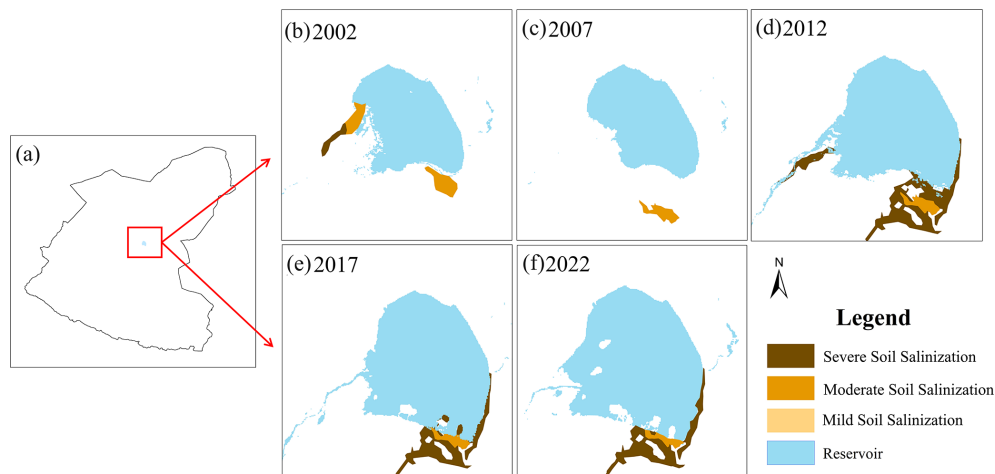 (b)2002
(c)2007
(d)2012
(a)
(e)2017
(f)2022
N
Legend
Severe Soil Salinization
Moderate Soil Salinization
Mild Soil Salinization
Reservoir